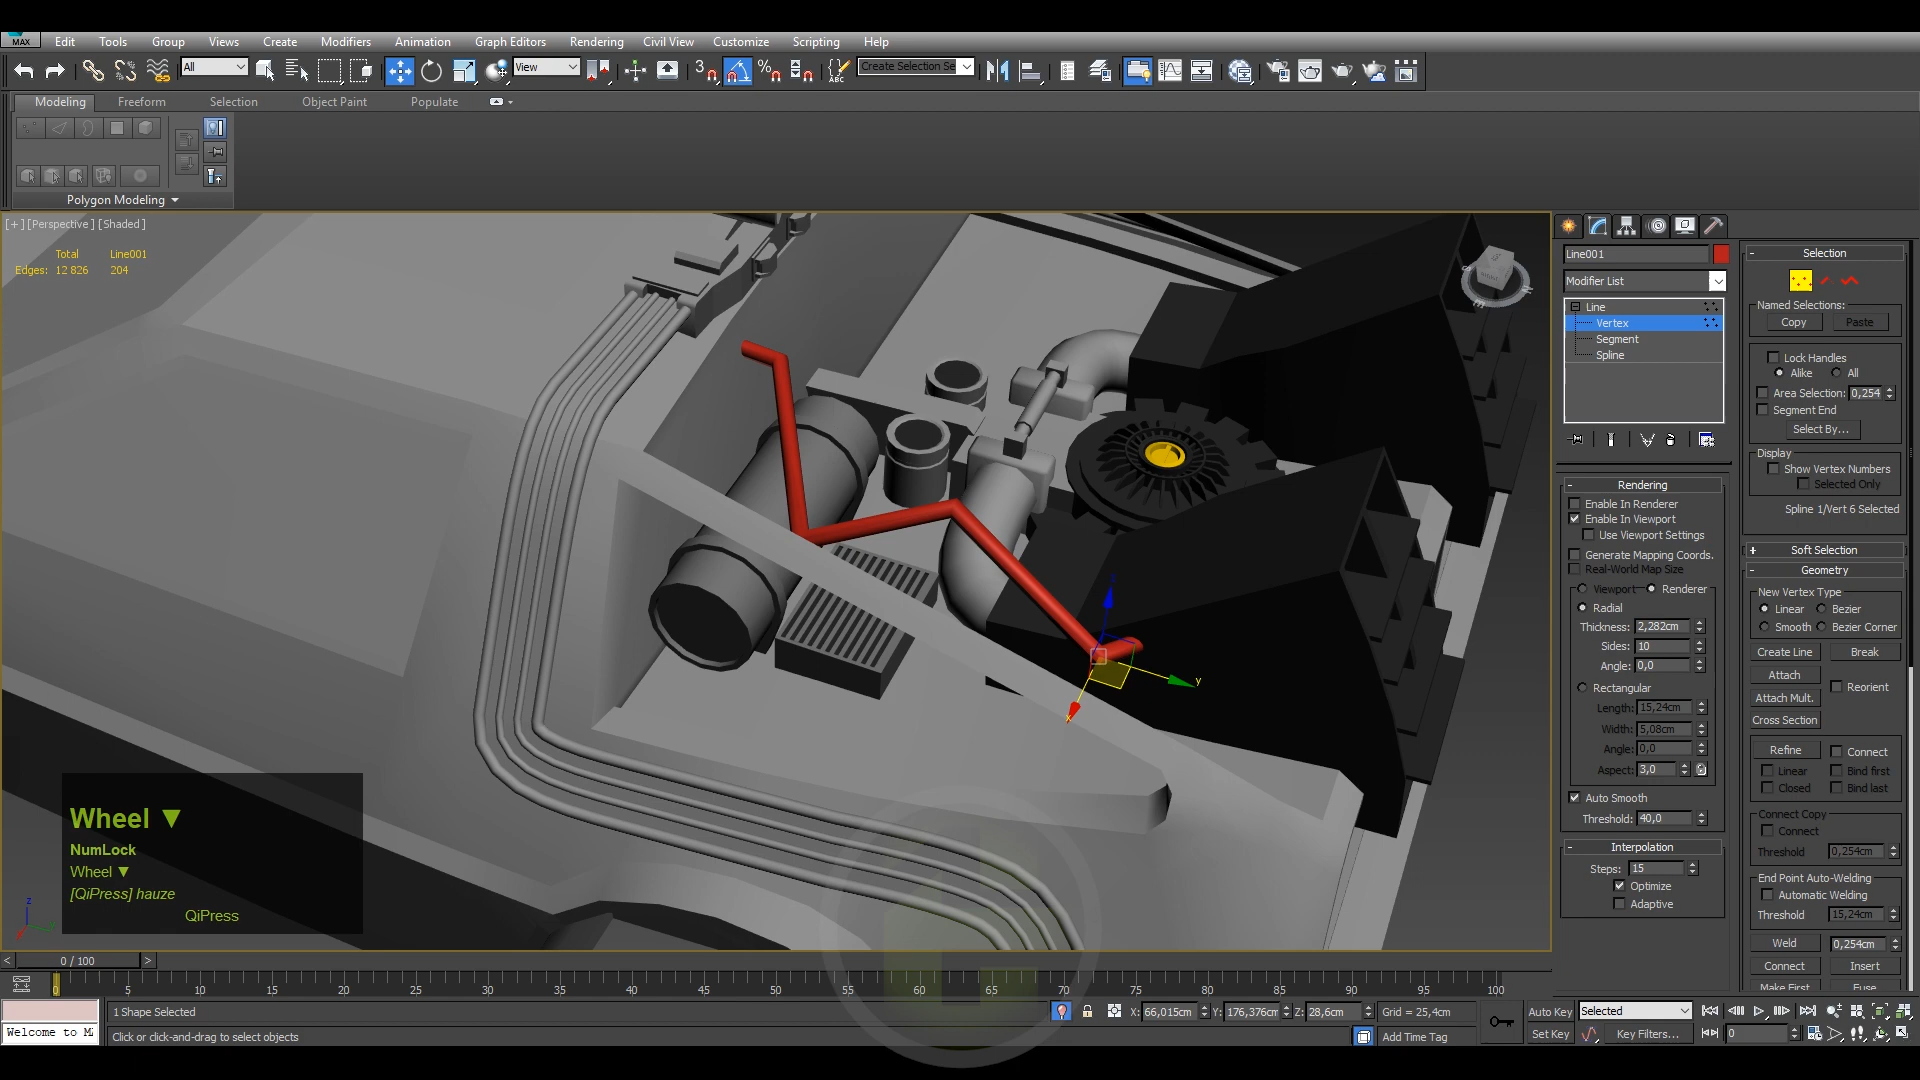 MAX Edit Tools Group Views Create Modifiers Animation Graph Editors Rendering Civil View Customize Scripting Help
All View 3 % ABC Create Selection Se
Modeling Freeform Selection Object Paint Populate
Polygon Modeling
[+] [Perspective] [Shaded]
Total Line001
Edges: 12 826 204
y
x
Wheel ▼
NumLock
Wheel ▼
[QiPress] hauze
QiPress
z
Line001
Modifier List
Line
Vertex
Segment
Spline
Rendering
Enable In Renderer
Enable In Viewport
Use Viewport Settings
Generate Mapping Coords.
Real-World Map Size
Viewport Renderer
Radial
Thickness: 2,282cm
Sides: 10
Angle: 0,0
Rectangular
Length: 15,24cm
Width: 5,08cm
Angle: 0,0
Aspect: 3,0
Auto Smooth
Threshold: 40,0
Interpolation
Steps: 15
Optimize
Adaptive
Selection
Named Selections:
Copy Paste
Lock Handles
Alike All
Area Selection: 0,254
Segment End
Select By...
Display
Show Vertex Numbers
Selected Only
Spline 1/Vert 6 Selected
Soft Selection
Geometry
New Vertex Type
Linear Bezier
Smooth Bezier Corner
Create Line Break
Attach
Reorient
Attach Mult.
Cross Section
Refine Connect
Linear Bind first
Closed Bind last
Connect Copy
Connect
Threshold 0,254cm
End Point Auto-Welding
Automatic Welding
Threshold 15,24cm
Weld 0,254cm
Connect Insert
Make First Fuse
< 0 / 100 >
0 5 10 15 20 25 30 35 40 45 50 55 60 65 70 75 80 85 90 95 100
1 Shape Selected X: 66,015cm Y: 176,376cm Z: 28,6cm Grid = 25,4cm Auto Key Selected
Welcome to M
Click or click-and-drag to select objects Add Time Tag Set Key Key Filters... 0